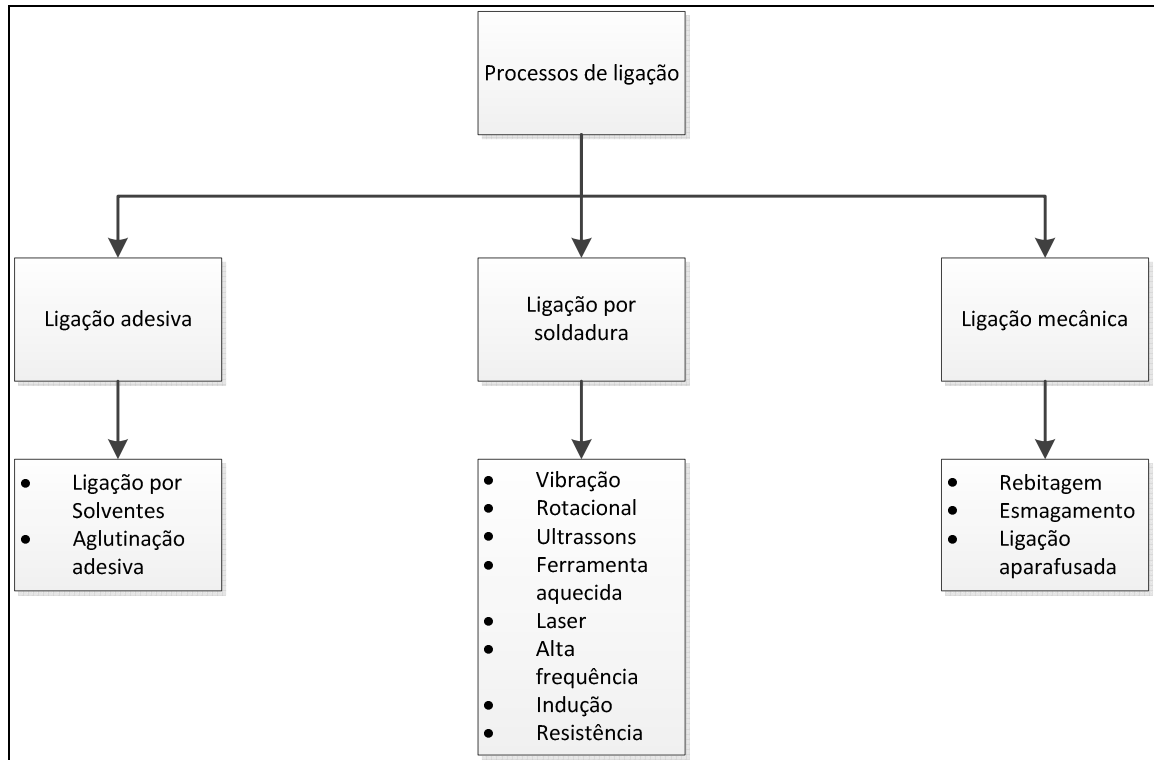 Processos de ligação
Ligação adesiva
Ligação por
soldadura
Ligação mecânica
• Ligação por
Solventes
• Aglutinação
adesiva
• Vibração
• Rotacional
• Ultrassons
• Ferramenta
aquecida
• Laser
• Alta
frequência
• Indução
• Resistência
• Rebitagem
• Esmagamento
• Ligação
aparafusada